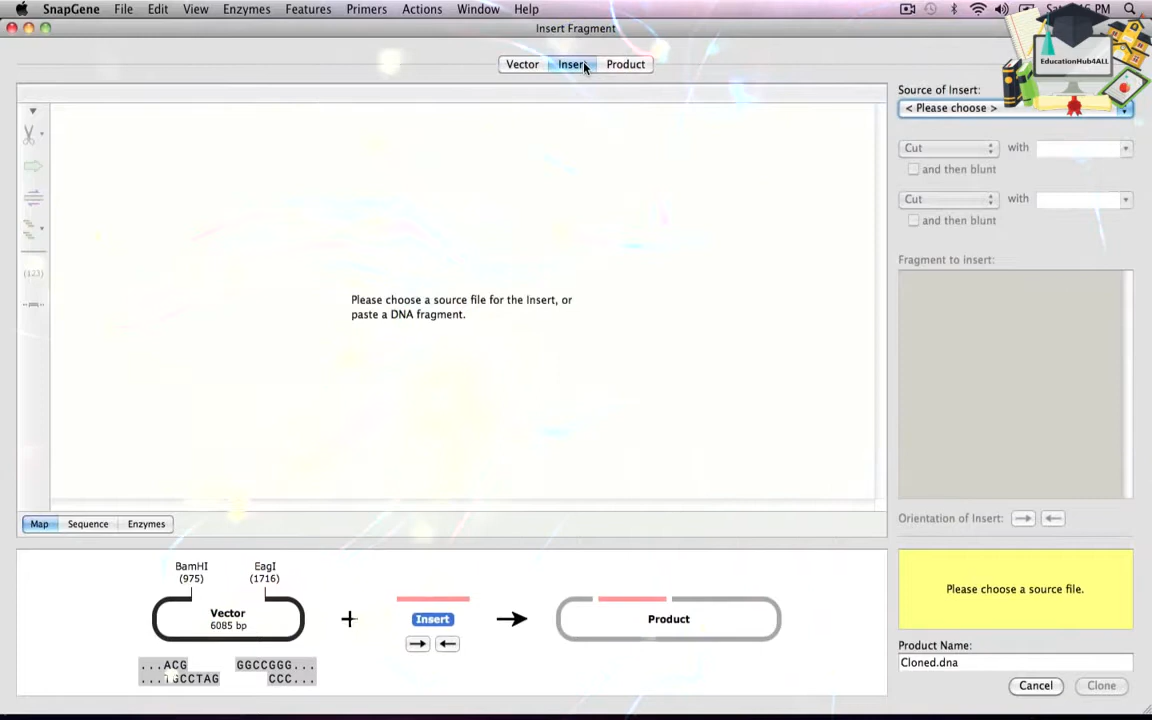 SnapGene File Edit View Enzymes Features Primers Actions Window Help
Insert Fragment
EducationHub4ALL
Vector Insert Product
Source of Insert:
< Please choose >
Cut with
and then blunt
Cut with
and then blunt
Fragment to insert:
(123)
Please choose a source file for the Insert, or
paste a DNA fragment.
Orientation of Insert:
Map Sequence Enzymes
BamHI EagI
(975) (1716)
Vector
6085 bp
+
Insert
Product
...ACG GGCCGGG...
...TGCCTAG CCC...
Please choose a source file.
Product Name:
Cloned.dna
Cancel Clone